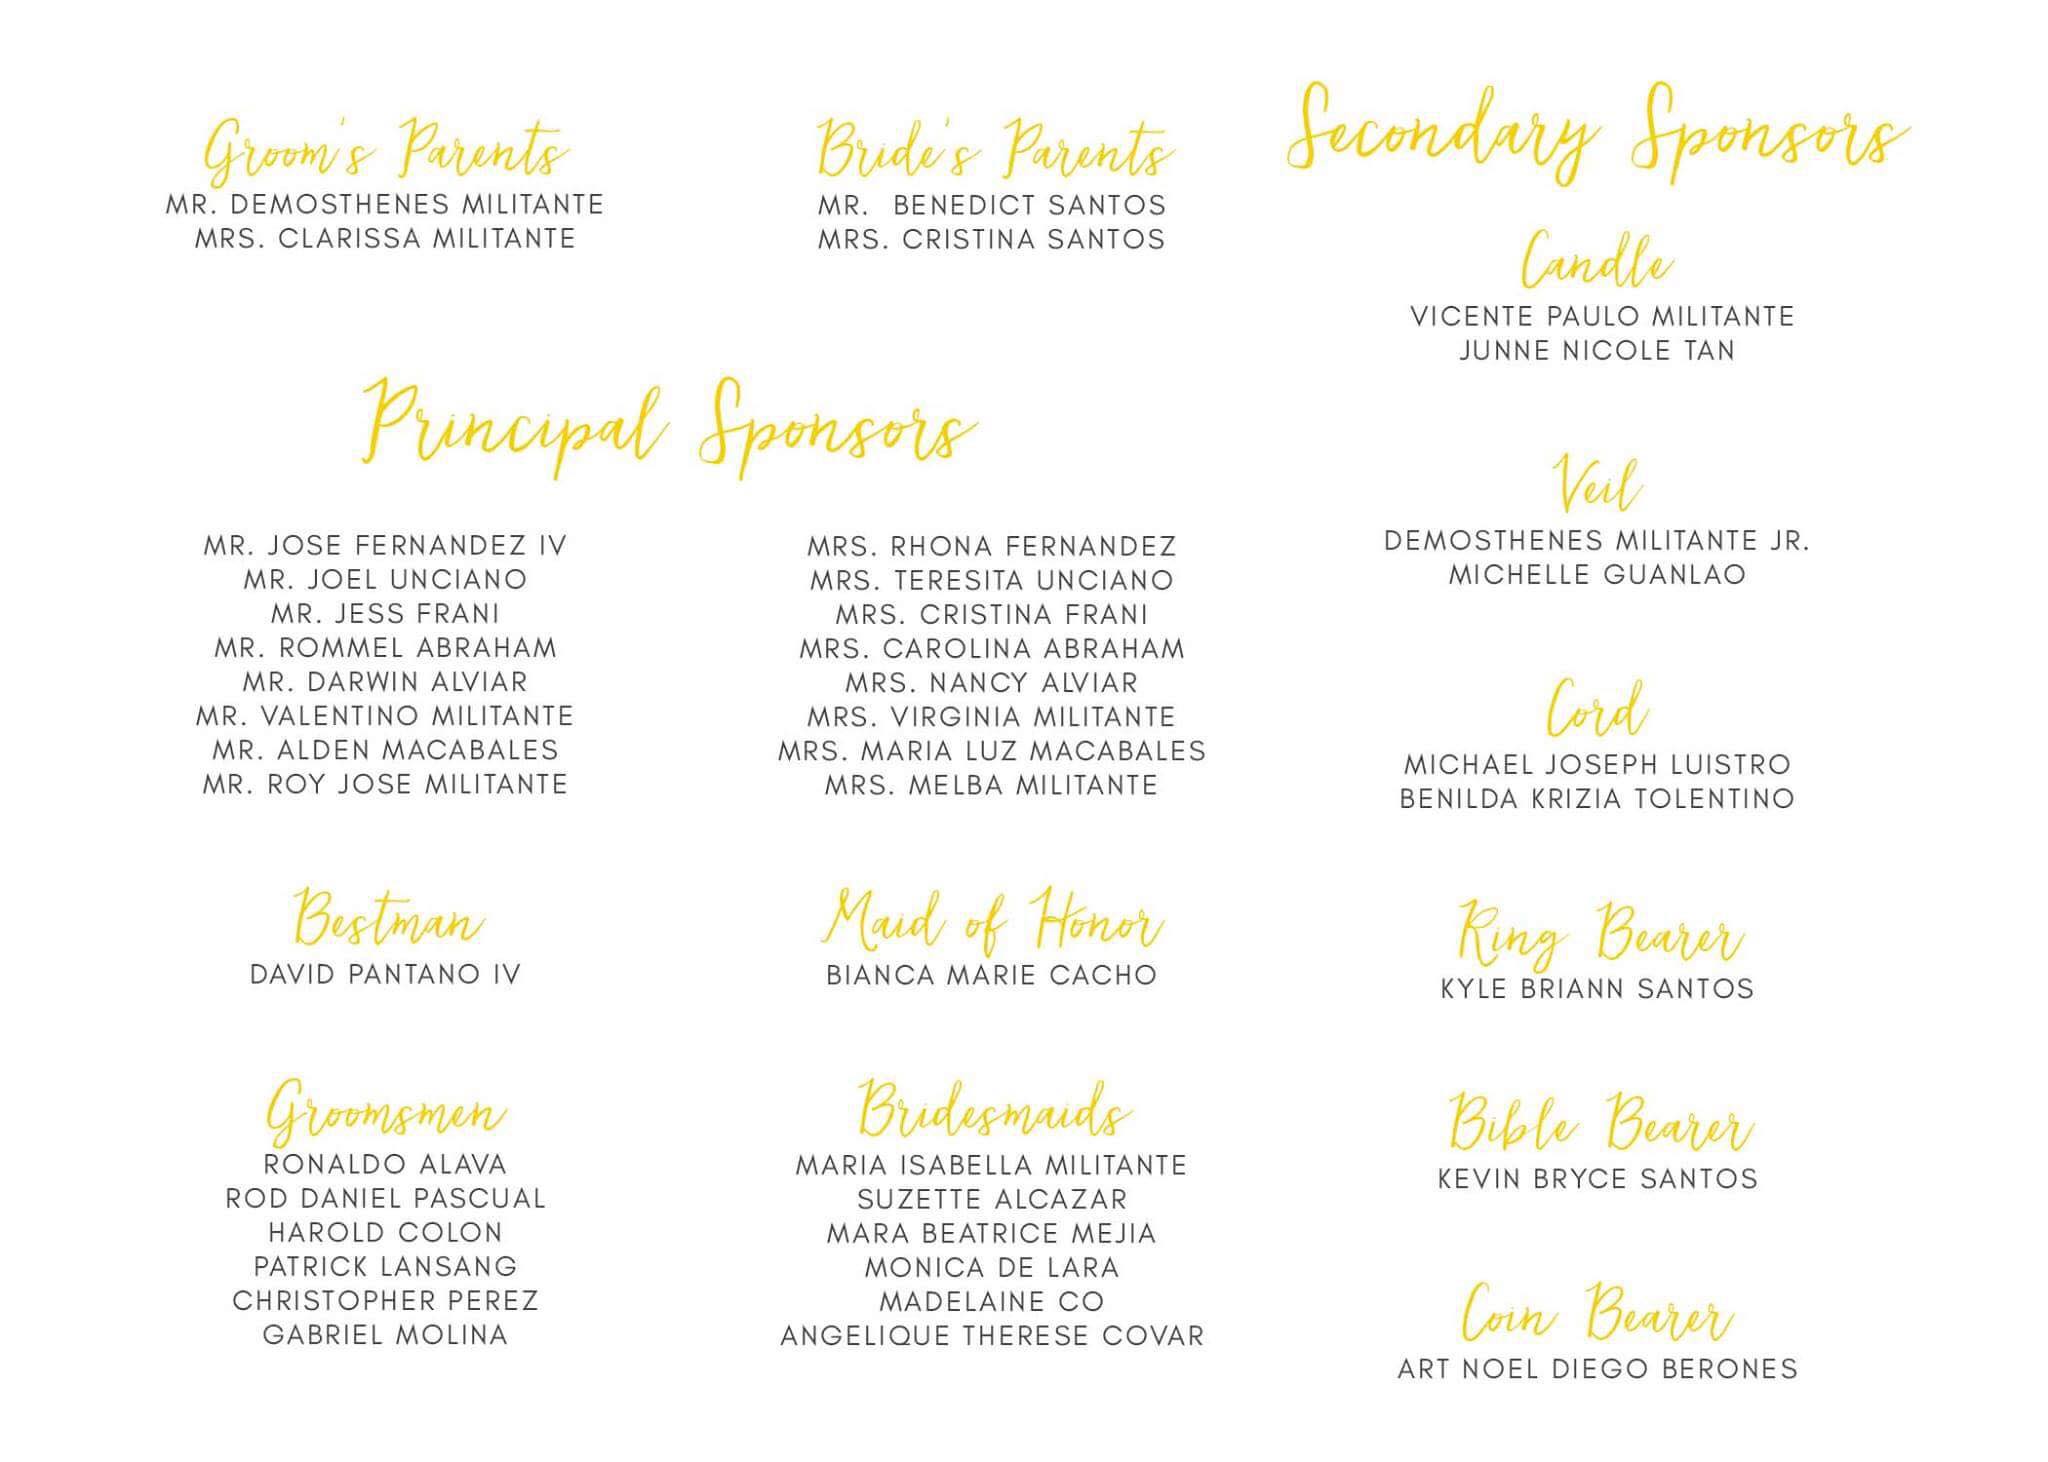 Groom's Parents
MR. DEMOSTHENES MILITANTE
MRS. CLARISSA MILITANTE
Bride's Parents
MR. BENEDICT SANTOS
MRS. CRISTINA SANTOS
Principal Sponsors
MR. JOSE FERNANDEZ IV
MR. JOEL UNCIANO
MR. JESS FRANI
MR. ROMMEL ABRAHAM
MR. DARWIN ALVIAR
MR. VALENTINO MILITANTE
MR. ALDEN MACABALES
MR. ROY JOSE MILITANTE
MRS. RHONA FERNANDEZ
MRS. TERESITA UNCIANO
MRS. CRISTINA FRANI
MRS. CAROLINA ABRAHAM
MRS. NANCY ALVIAR
MRS. VIRGINIA MILITANTE
MRS. MARIA LUZ MACABALES
MRS. MELBA MILITANTE
Bestman
DAVID PANTANO IV
Maid of Honor
BIANCA MARIE CACHO
Groomsmen
RONALDO ALAVA
ROD DANIEL PASCUAL
HAROLD COLON
PATRICK LANSANG
CHRISTOPHER PEREZ
GABRIEL MOLINA
Bridesmaids
MARIA ISABELLA MILITANTE
SUZETTE ALCAZAR
MARA BEATRICE MEJIA
MONICA DE LARA
MADELAINE CO
ANGELIQUE THERESE COVAR
Secondary Sponsors
Candle
VICENTE PAULO MILITANTE
JUNNE NICOLE TAN
Veil
DEMOSTHENES MILITANTE JR.
MICHELLE GUANLAO
Cord
MICHAEL JOSEPH LUISTRO
BENILDA KRIZIA TOLENTINO
Ring Bearer
KYLE BRIANN SANTOS
Bible Bearer
KEVIN BRYCE SANTOS
Coin Bearer
ART NOEL DIEGO BERONES